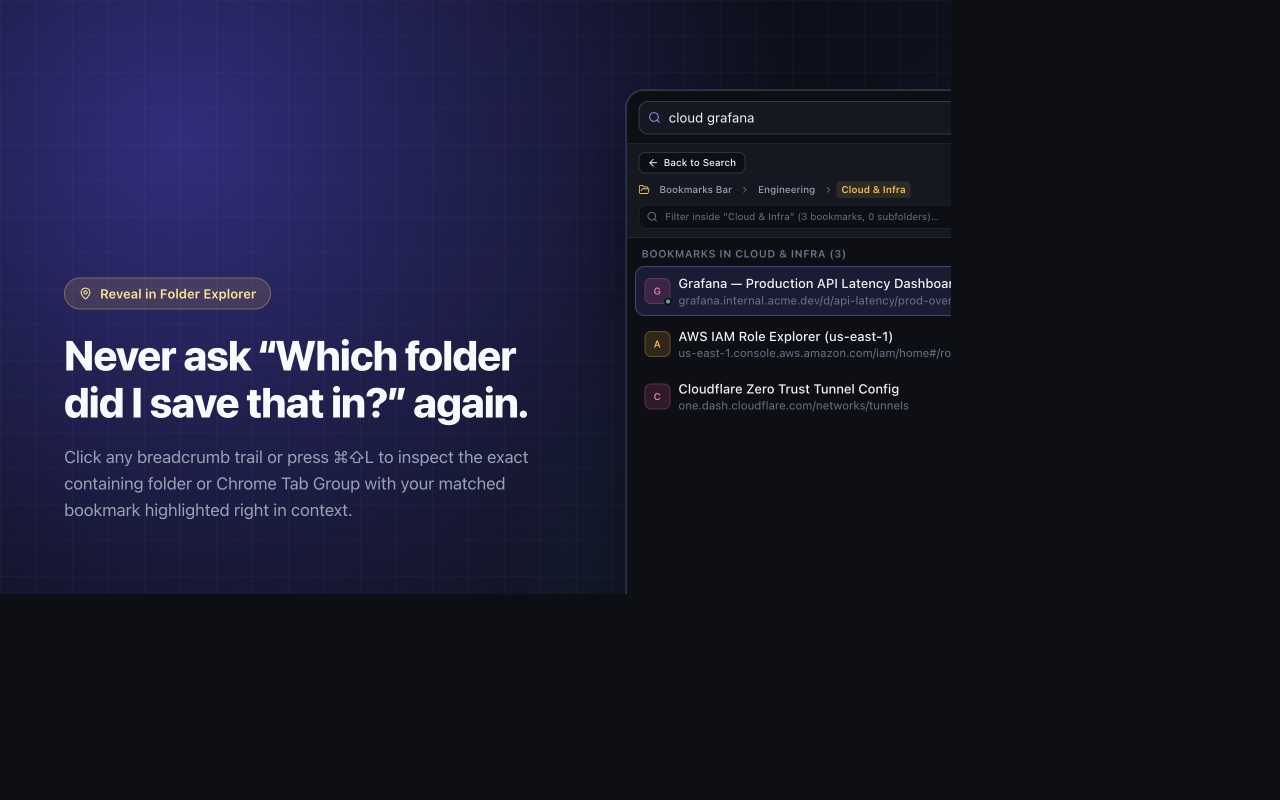 Reveal in Folder Explorer
Never ask “Which folder
did I save that in?” again.
Click any breadcrumb trail or press ⌘⇧L to inspect the exact
containing folder or Chrome Tab Group with your matched
bookmark highlighted right in context.
cloud grafana
Back to Search
Bookmarks Bar > Engineering > Cloud & Infra
Filter inside "Cloud & Infra" (3 bookmarks, 0 subfolders)...
BOOKMARKS IN CLOUD & INFRA (3)
G
Grafana — Production API Latency Dashboar
grafana.internal.acme.dev/d/api-latency/prod-over
A
AWS IAM Role Explorer (us-east-1)
us-east-1.console.aws.amazon.com/iam/home#/ro
C
Cloudflare Zero Trust Tunnel Config
one.dash.cloudflare.com/networks/tunnels